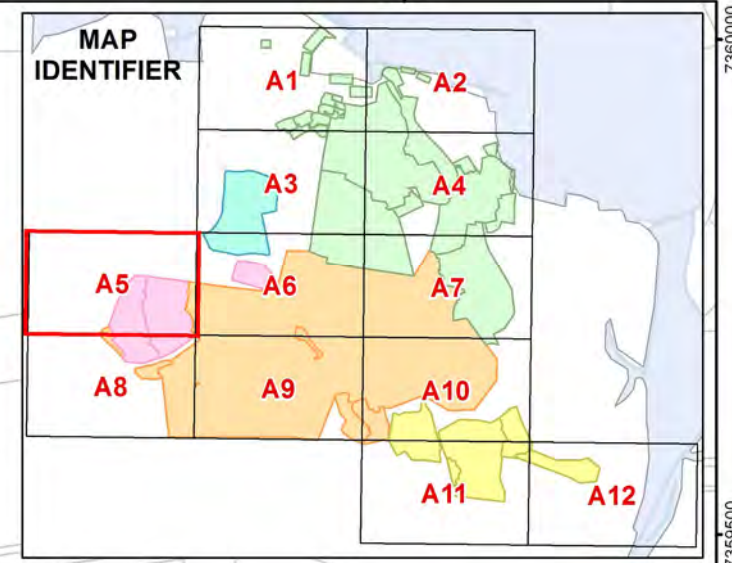 MAP
IDENTIFIER
A1
A2
A3
A4
A5
A6
A7
A8
A9
A10
A11
A12
7360000
7359500